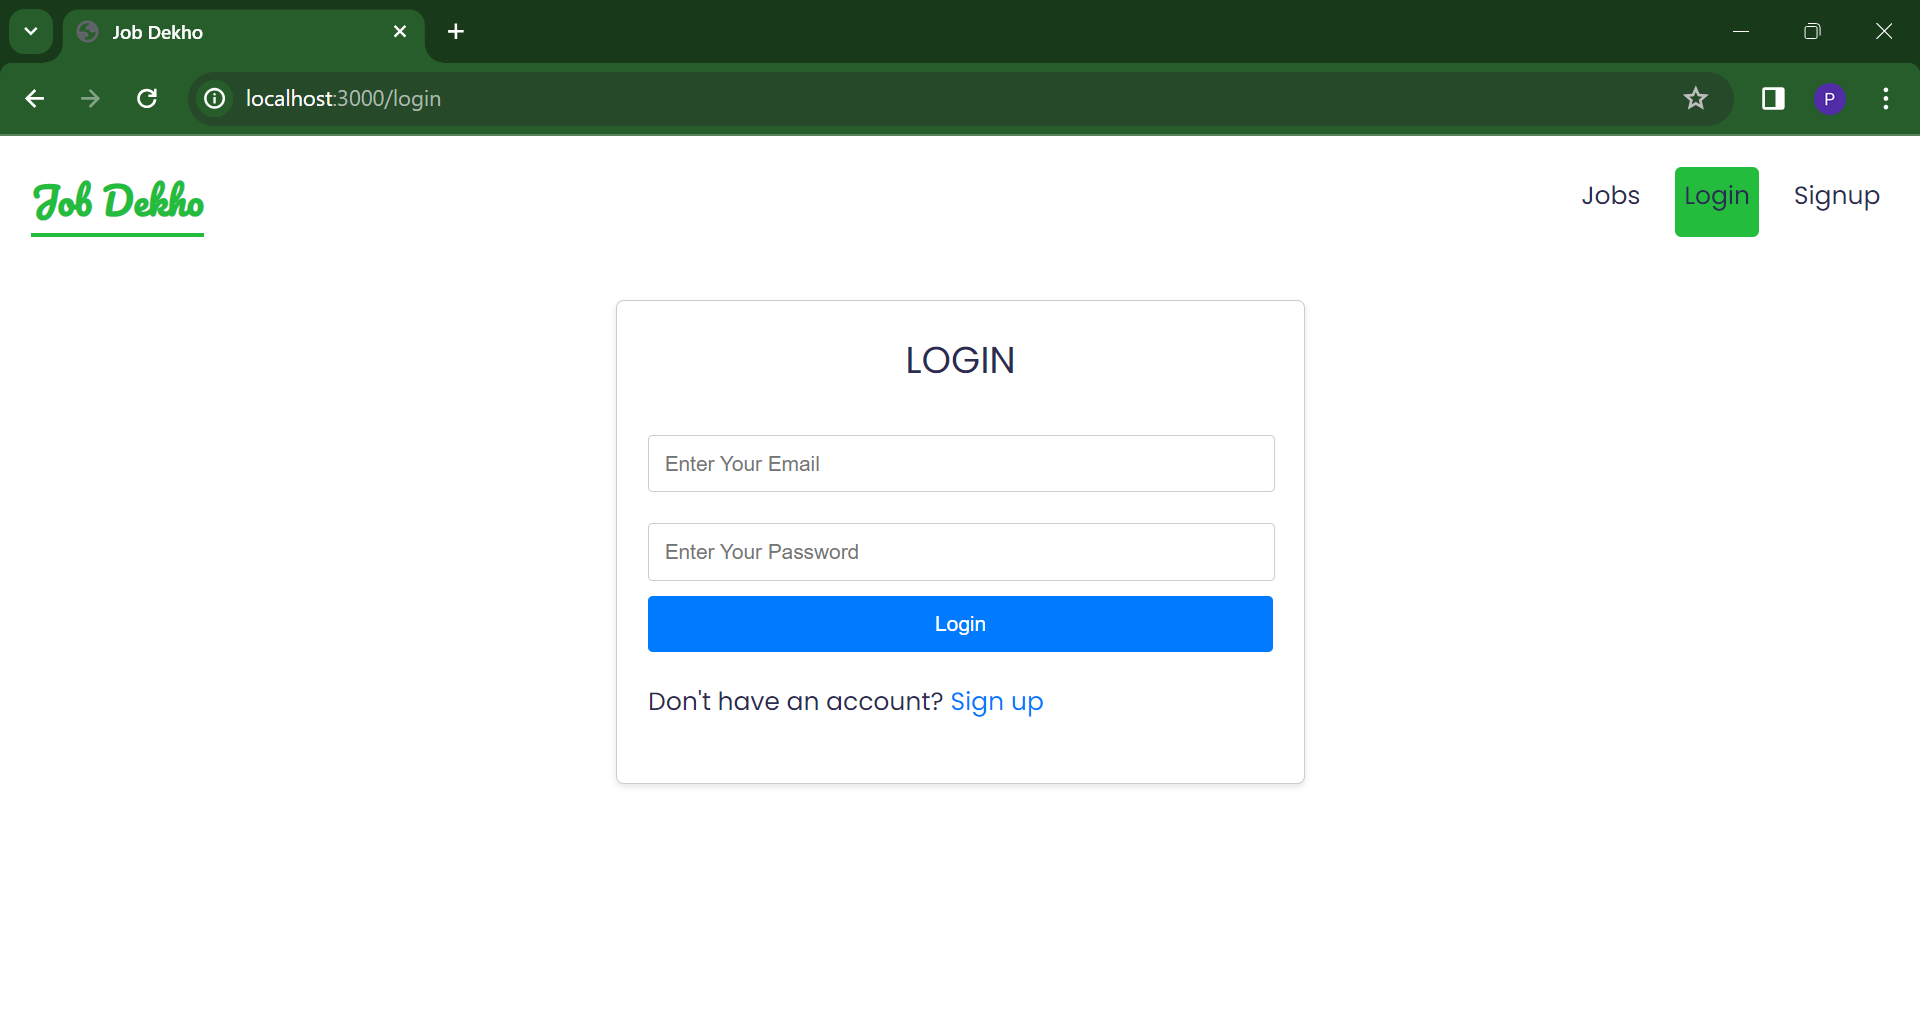 Job Dekho
localhost:3000/login
P
Job Dekho
Jobs Login Signup
LOGIN
Enter Your Email
Enter Your Password
Login
Don't have an account? Sign up